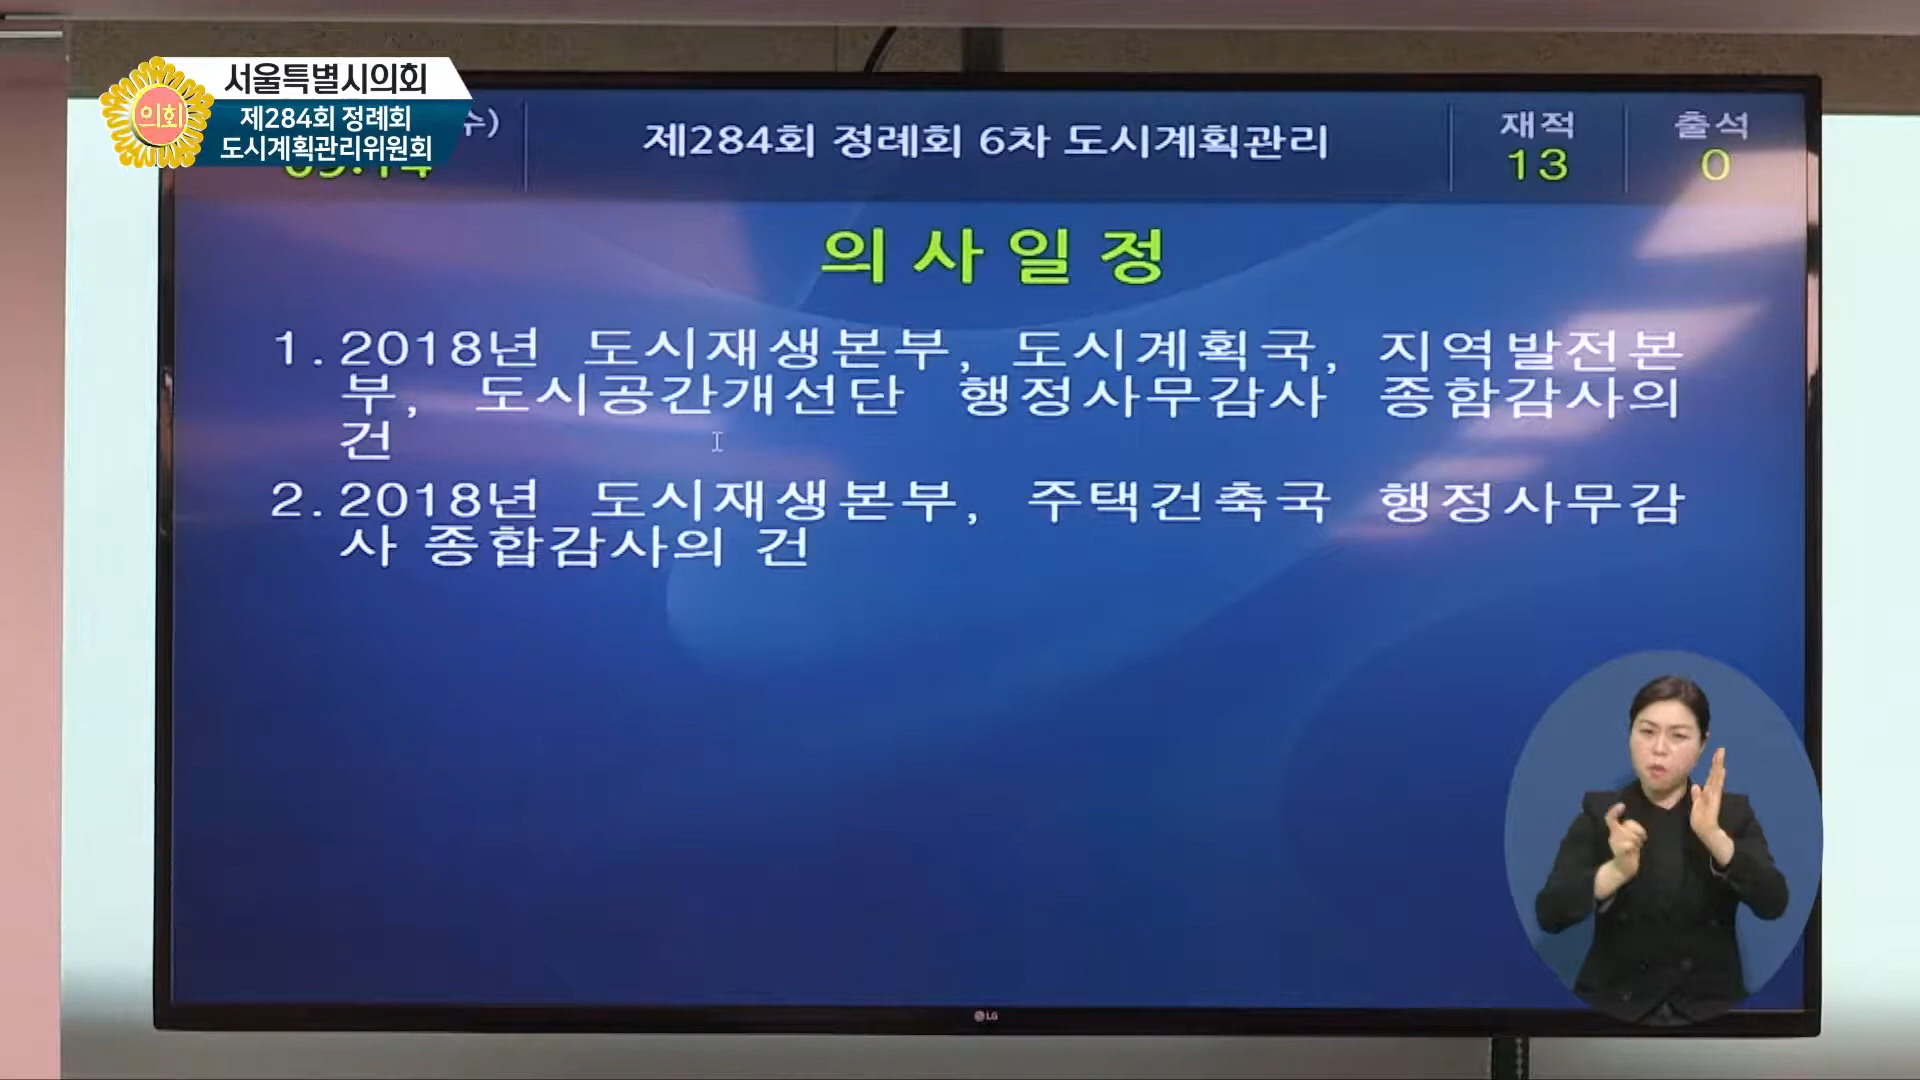 서울특별시의회
의회
제284회 정례회
도시계획관리위원회
수)
제284회 정례회 6차 도시계획관리
재적
13
출석
0
의사일정
1. 2018년 도시재생본부, 도시계획국, 지역발전본
부, 도시공간개선단 행정사무감사 종합감사의
건
2. 2018년 도시재생본부, 주택건축국 행정사무감
사 종합감사의 건
LG